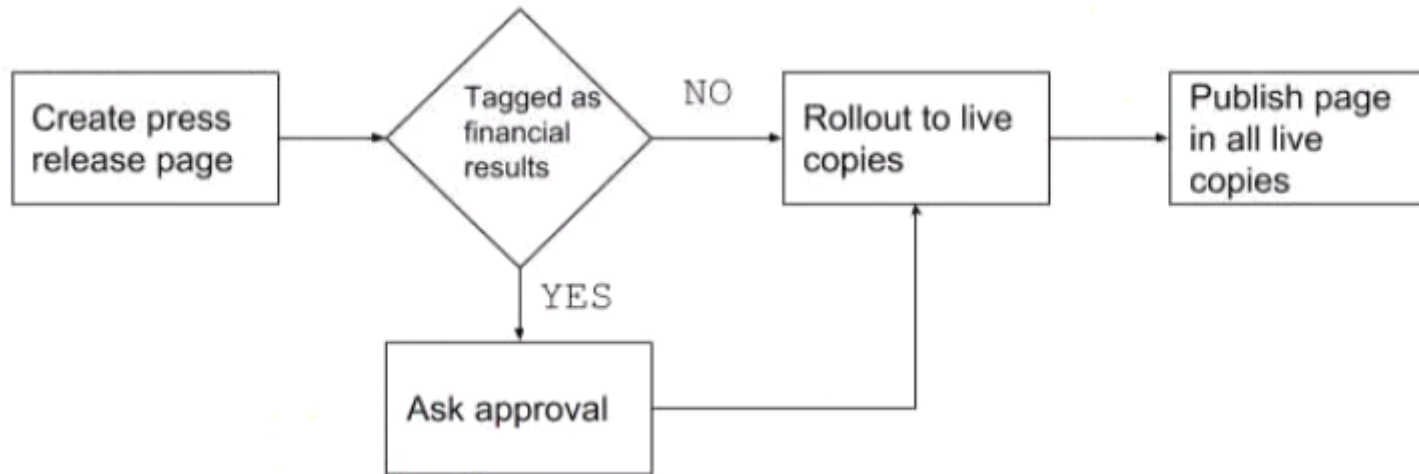 Create press
release page
Tagged as
financial
results
NO
Rollout to live
copies
Publish page
in all live
copies
YES
Ask approval